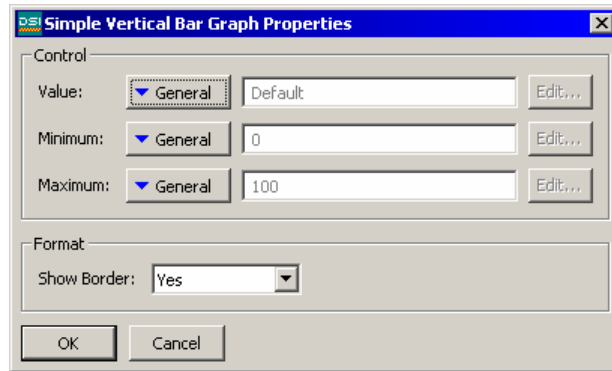 DSI Simple Vertical Bar Graph Properties
Control
Value: General Default Edit...
Minimum: General 0 Edit...
Maximum: General 100 Edit...
Format
Show Border: Yes
OK Cancel